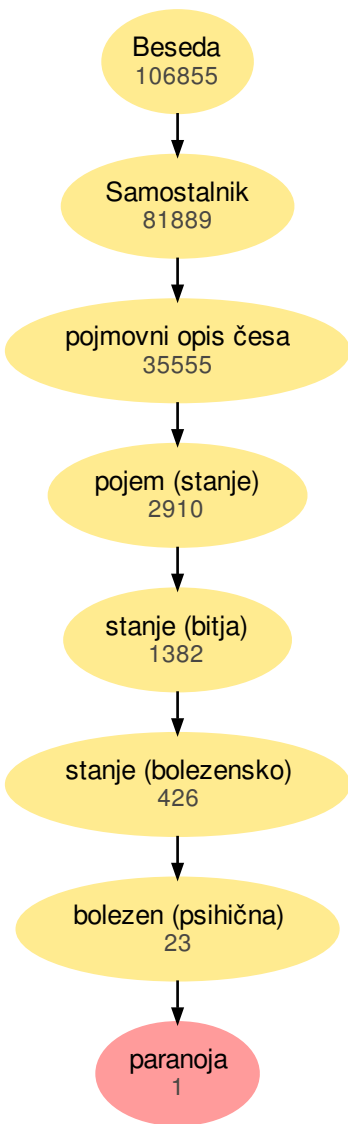 Beseda
106855
Samostalnik
81889
pojmovni opis česa
35555
pojem (stanje)
2910
stanje (bitja)
1382
stanje (bolezensko)
426
bolezen (psihična)
23
paranoja
1